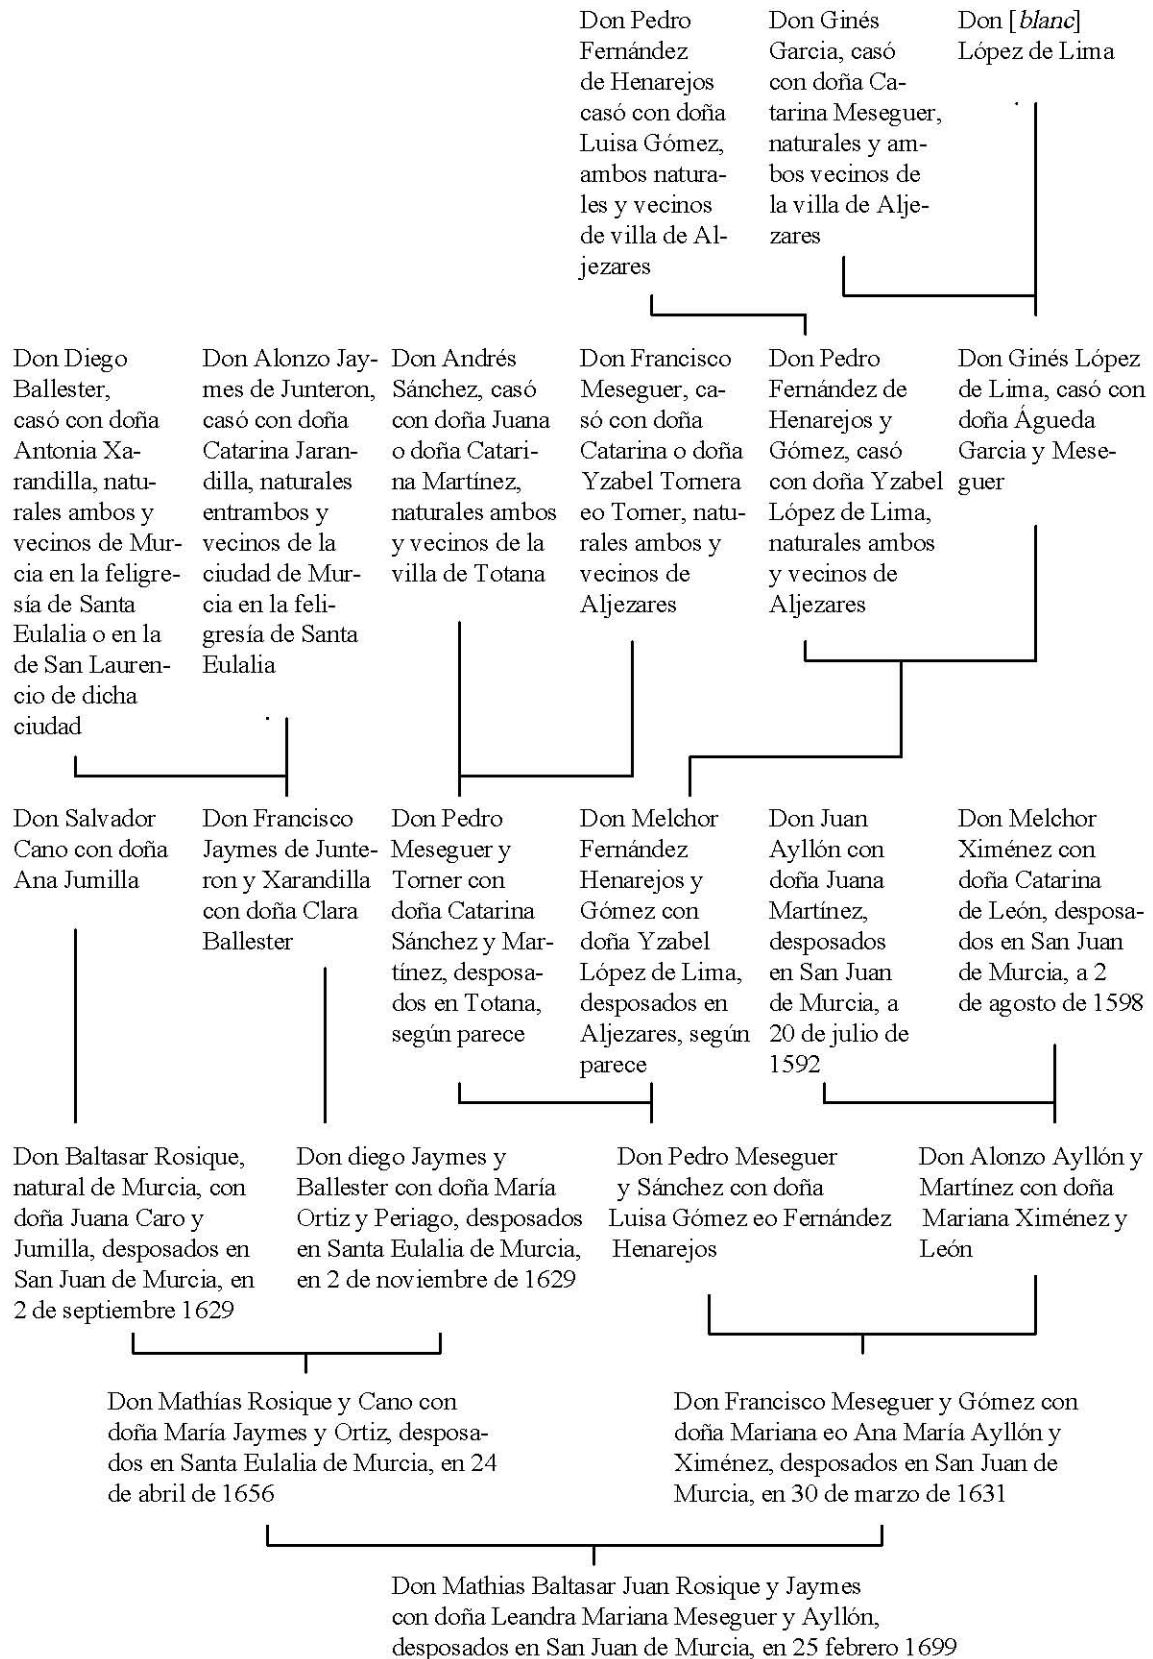 Don Pedro
Fernández
de Henarejos
casó con doña
Luisa Gómez,
ambos natura-
les y vecinos
de villa de Al-
jezares
Don Ginés
Garcia, casó
con doña Ca-
tarina Meseguer,
naturales y am-
bos vecinos de
la villa de Alje-
zares
Don [blanc]
López de Lima
Don Diego
Ballester,
casó con doña
Antonia Xa-
randilla, natu-
rales ambos y
vecinos de Mur-
cia en la feligre-
sía de Santa
Eulalia o en la
de San Lauren-
cio de dicha
ciudad
Don Alonzo Jay-
mes de Junteron,
casó con doña
Catarina Jaran-
dilla, naturales
entrambos y
vecinos de la
ciudad de Mur-
cia en la feli-
gresía de Santa
Eulalia
Don Andrés
Sánchez, casó
con doña Juana
o doña Catari-
na Martínez,
naturales ambos
y vecinos de la
villa de Totana
Don Francisco
Meseguer, ca-
só con doña
Catarina o doña
Yzabel Tornera
eo Torner, natu-
rales ambos y
vecinos de
Aljezares
Don Pedro
Fernández de
Henarejos y
Gómez, casó
con doña Yzabel
López de Lima,
naturales ambos
y vecinos de
Aljezares
Don Ginés López
de Lima, casó con
doña Águeda
Garcia y Mese-
guer
Don Salvador
Cano con doña
Ana Jumilla
Don Francisco
Jaymes de Junte-
ron y Xarandilla
con doña Clara
Ballester
Don Pedro
Meseguer y
Torner con
doña Catarina
Sánchez y Mar-
tínez, desposa-
dos en Totana,
según parece
Don Melchor
Fernández
Henarejos y
Gómez con
doña Yzabel
López de Lima,
desposados en
Aljezares, según
parece
Don Juan
Ayllón con
doña Juana
Martínez,
desposados
en San Juan
de Murcia, a
20 de julio de
1592
Don Melchor
Ximénez con
doña Catarina
de León, desposa-
dos en San Juan
de Murcia, a 2
de agosto de 1598
Don Baltasar Rosique,
natural de Murcia, con
doña Juana Caro y
Jumilla, desposados en
San Juan de Murcia, en
2 de septiembre 1629
Don diego Jaymes y
Ballester con doña María
Ortiz y Periago, desposados
en Santa Eulalia de Murcia,
en 2 de noviembre de 1629
Don Pedro Meseguer
y Sánchez con doña
Luisa Gómez eo Fernández
Henarejos
Don Alonzo Ayllón y
Martínez con doña
Mariana Ximénez y
León
Don Mathías Rosique y Cano con
doña María Jaymes y Ortiz, desposa-
dos en Santa Eulalia de Murcia, en 24
de abril de 1656
Don Francisco Meseguer y Gómez con
doña Mariana eo Ana María Ayllón y
Ximénez, desposados en San Juan de
Murcia, en 30 de marzo de 1631
Don Mathias Baltasar Juan Rosique y Jaymes
con doña Leandra Mariana Meseguer y Ayllón,
desposados en San Juan de Murcia, en 25 febrero 1699